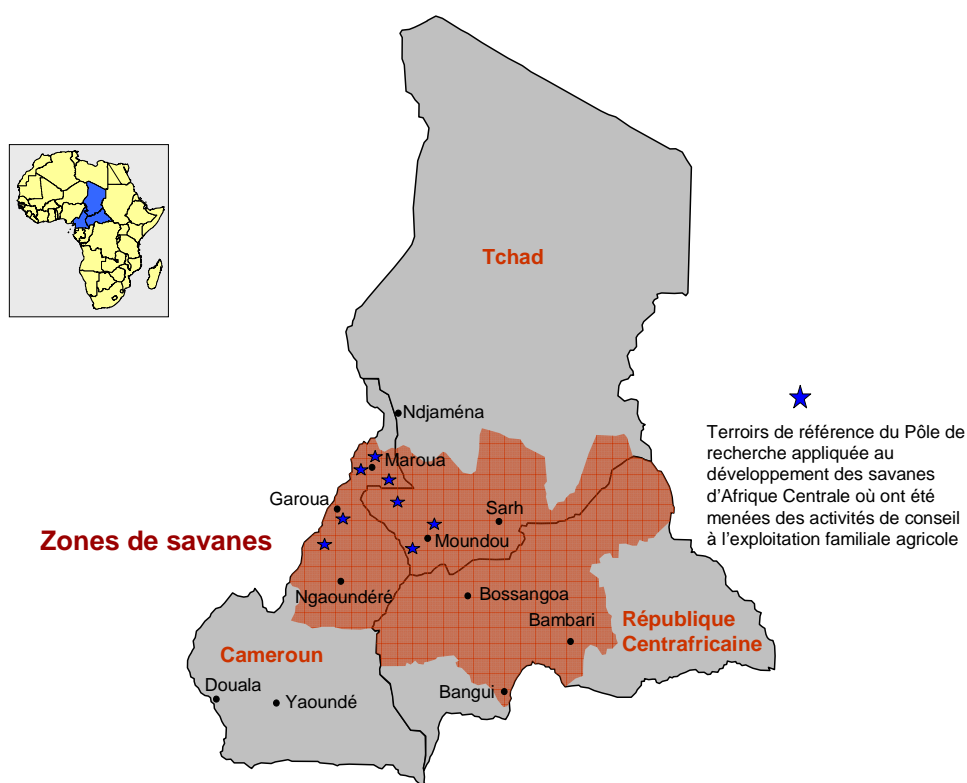 Tchad
Ndjaména
Terroirs de référence du Pôle de
recherche appliquée au
développement des savanes
d'Afrique Centrale où ont été
menées des activités de conseil
à l'exploitation familiale agricole
Maroua
Garoua
Sarh
Zones de savanes
Moundou
Ngaoundéré
Bossangoa
Bambari
République
Centrafricaine
Cameroun
Douala
Yaoundé
Bangui